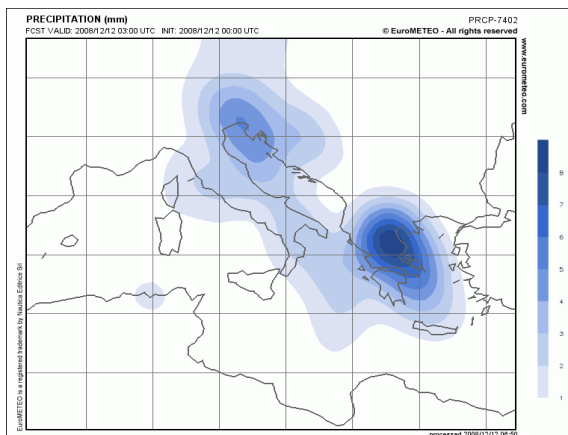 PRECIPITATION (mm)
PRCP-7402
FCST VALID: 2008/12/12 03:00 UTC INIT: 2008/12/12 00:00 UTC
© EuroMETEO - All rights reserved
www.eurometeo.com
8
7
6
5
4
3
2
1
EuroMETEO is a registered trademark by Nautica Editrice Srl
processed 2008/12/12 06:50